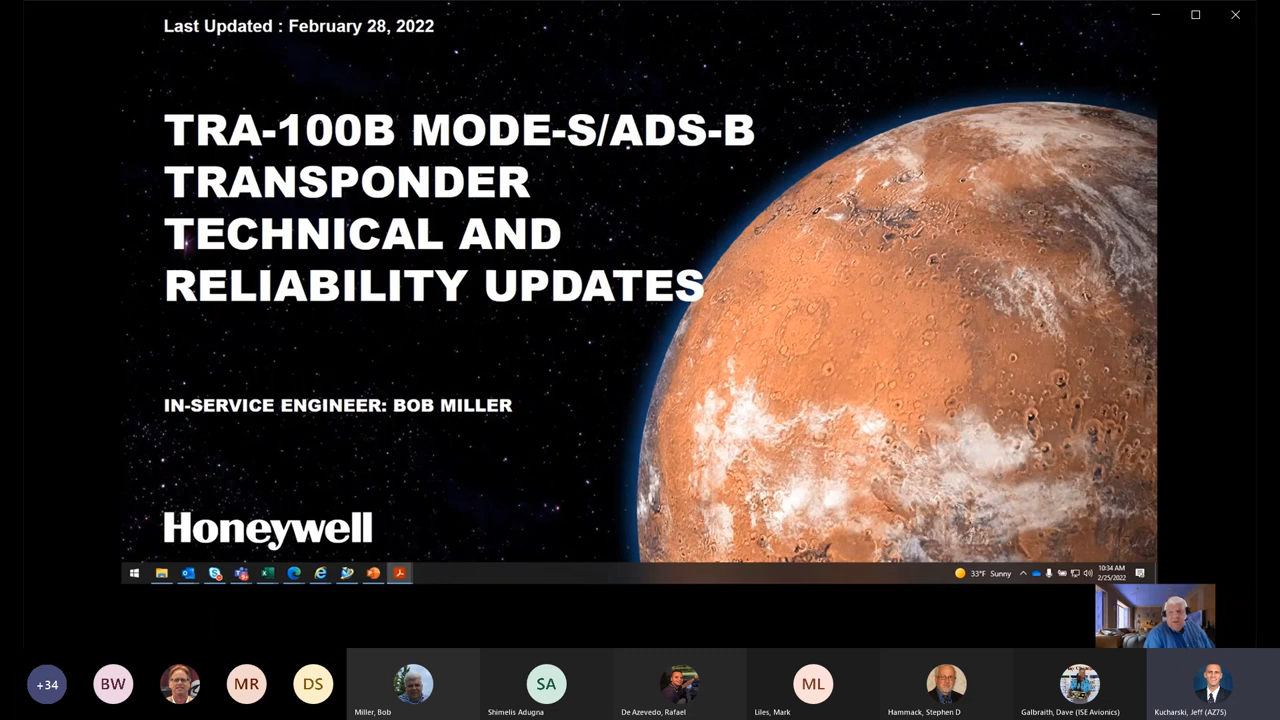 Last Updated : February 28, 2022
TRA-100B MODE-S/ADS-B
TRANSPONDER
TECHNICAL AND
RELIABILITY UPDATES
IN-SERVICE ENGINEER: BOB MILLER
Honeywell
33°F Sunny
10:34 AM
2/25/2022
+34
BW
MR
DS
SA
ML
Miller, Bob
Shimelis Adugna
De Azevedo, Rafael
Liles, Mark
Hammack, Stephen D
Galbraith, Dave (ISE Avionics)
Kucharski, Jeff (AZ75)